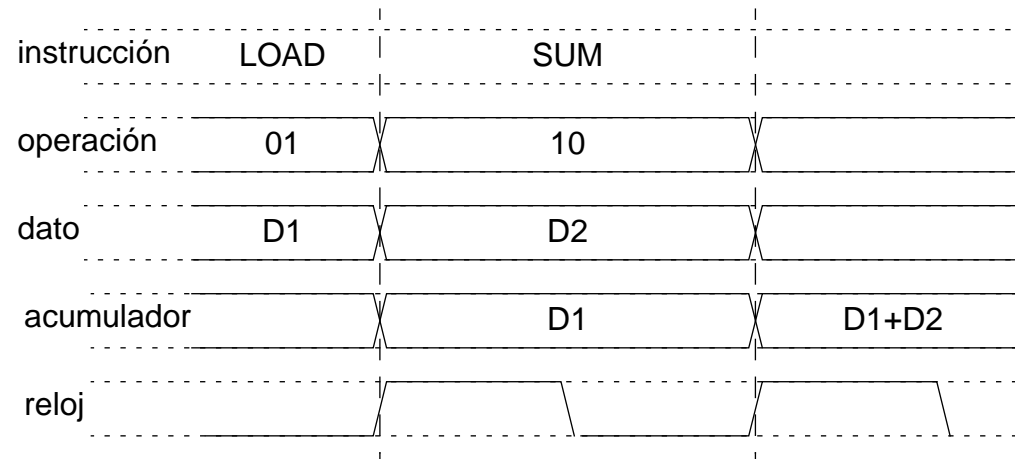 instrucción LOAD SUM
operación 01 10
dato D1 D2
acumulador D1 D1+D2
reloj